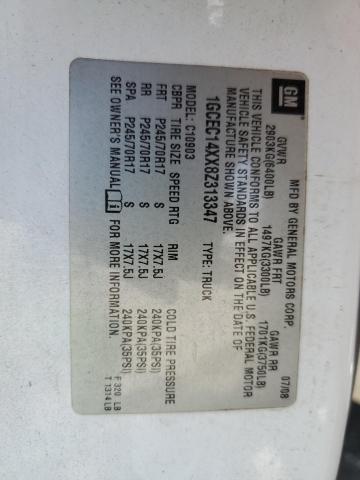 GM
MFD BY GENERAL MOTORS CORP. 07/08
GVWR GAWR FRT GAWR RR
2903KG(6400LB) 1497KG(3300LB) 1701KG(3750LB)
THIS VEHICLE CONFORMS TO ALL APPLICABLE U.S. FEDERAL MOTOR
VEHICLE SAFETY STANDARDS IN EFFECT ON THE DATE OF
MANUFACTURE SHOWN ABOVE.
1GCEC14XX8Z313347 TYPE: TRUCK
MODEL: C10903
CBPR TIRE SIZE SPEED RTG RIM COLD TIRE PRESSURE
FRT P245/70R17 S 17X7.5J 240KPA(35PSI)
RR P245/70R17 S 17X7.5J 240KPA(35PSI)
SPA P245/70R17 S 17X7.5J 240KPA(35PSI)
SEE OWNER'S MANUAL i FOR MORE INFORMATION.
F 320 LB
T 1314 LB